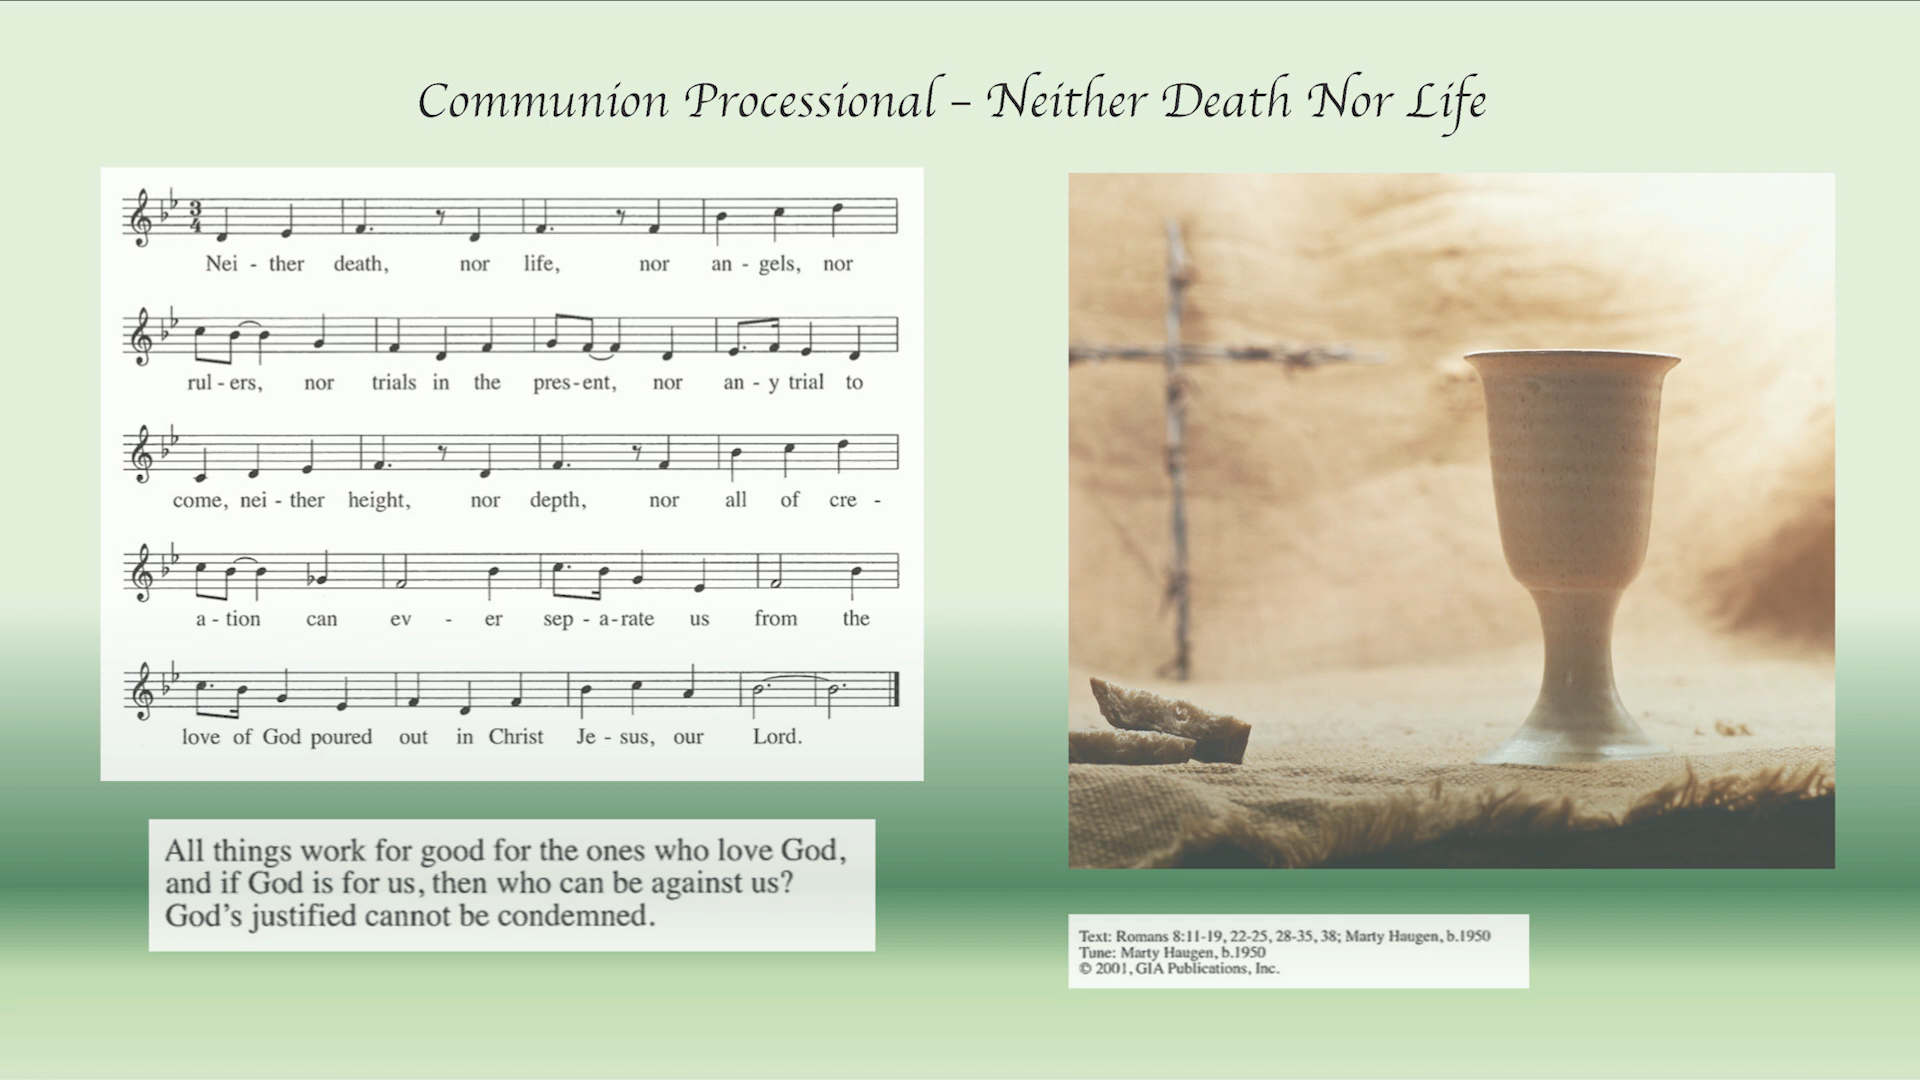 Communion Processional – Neither Death Nor Life
3
4
Nei - ther death, nor life, nor an - gels, nor
rul - ers, nor trials in the pres - ent, nor an - y trial to
come, nei - ther height, nor depth, nor all of cre -
a - tion can ev - er sep - a - rate us from the
love of God poured out in Christ Je - sus, our Lord.
All things work for good for the ones who love God,
and if God is for us, then who can be against us?
God's justified cannot be condemned.
Text: Romans 8:11-19, 22-25, 28-35, 38; Marty Haugen, b.1950
Tune: Marty Haugen, b.1950
© 2001, GIA Publications, Inc.